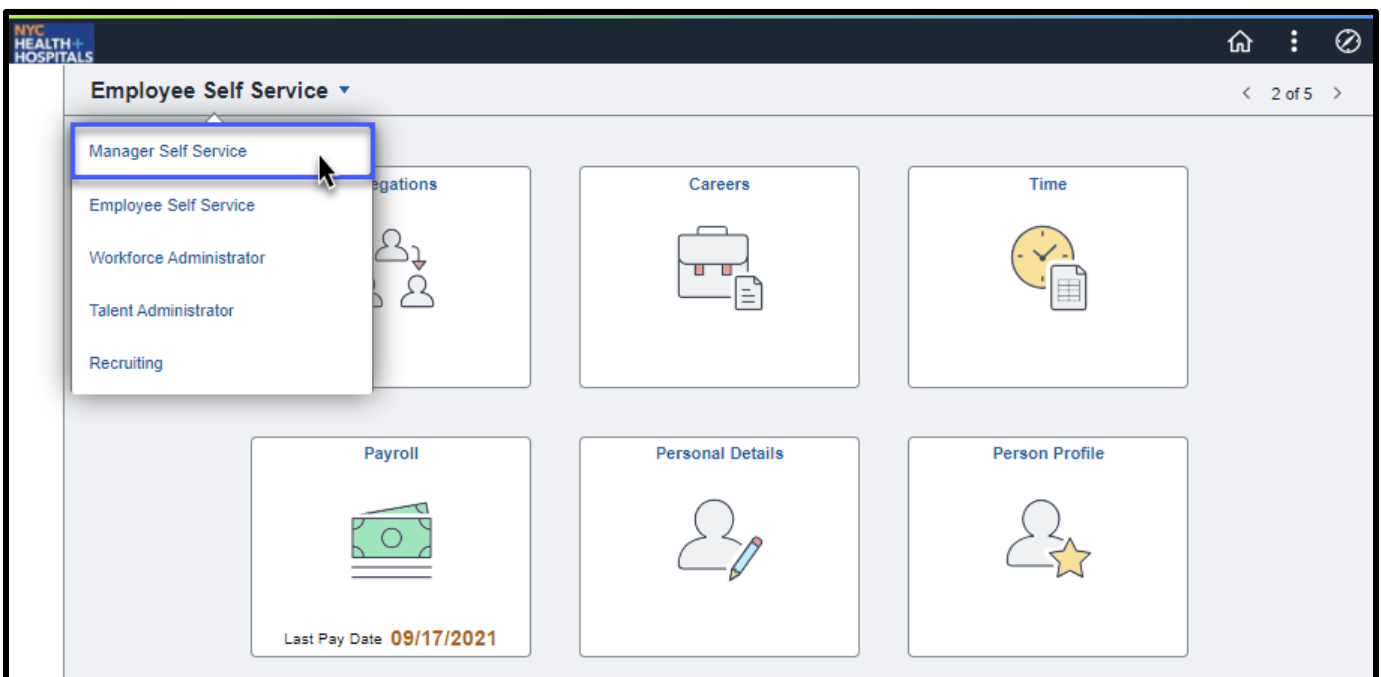 NYC
HEALTH+
HOSPITALS
Employee Self Service
2 of 5
Manager Self Service
Employee Self Service
Workforce Administrator
Talent Administrator
Recruiting
egations
Careers
Time
Payroll
Personal Details
Person Profile
Last Pay Date 09/17/2021